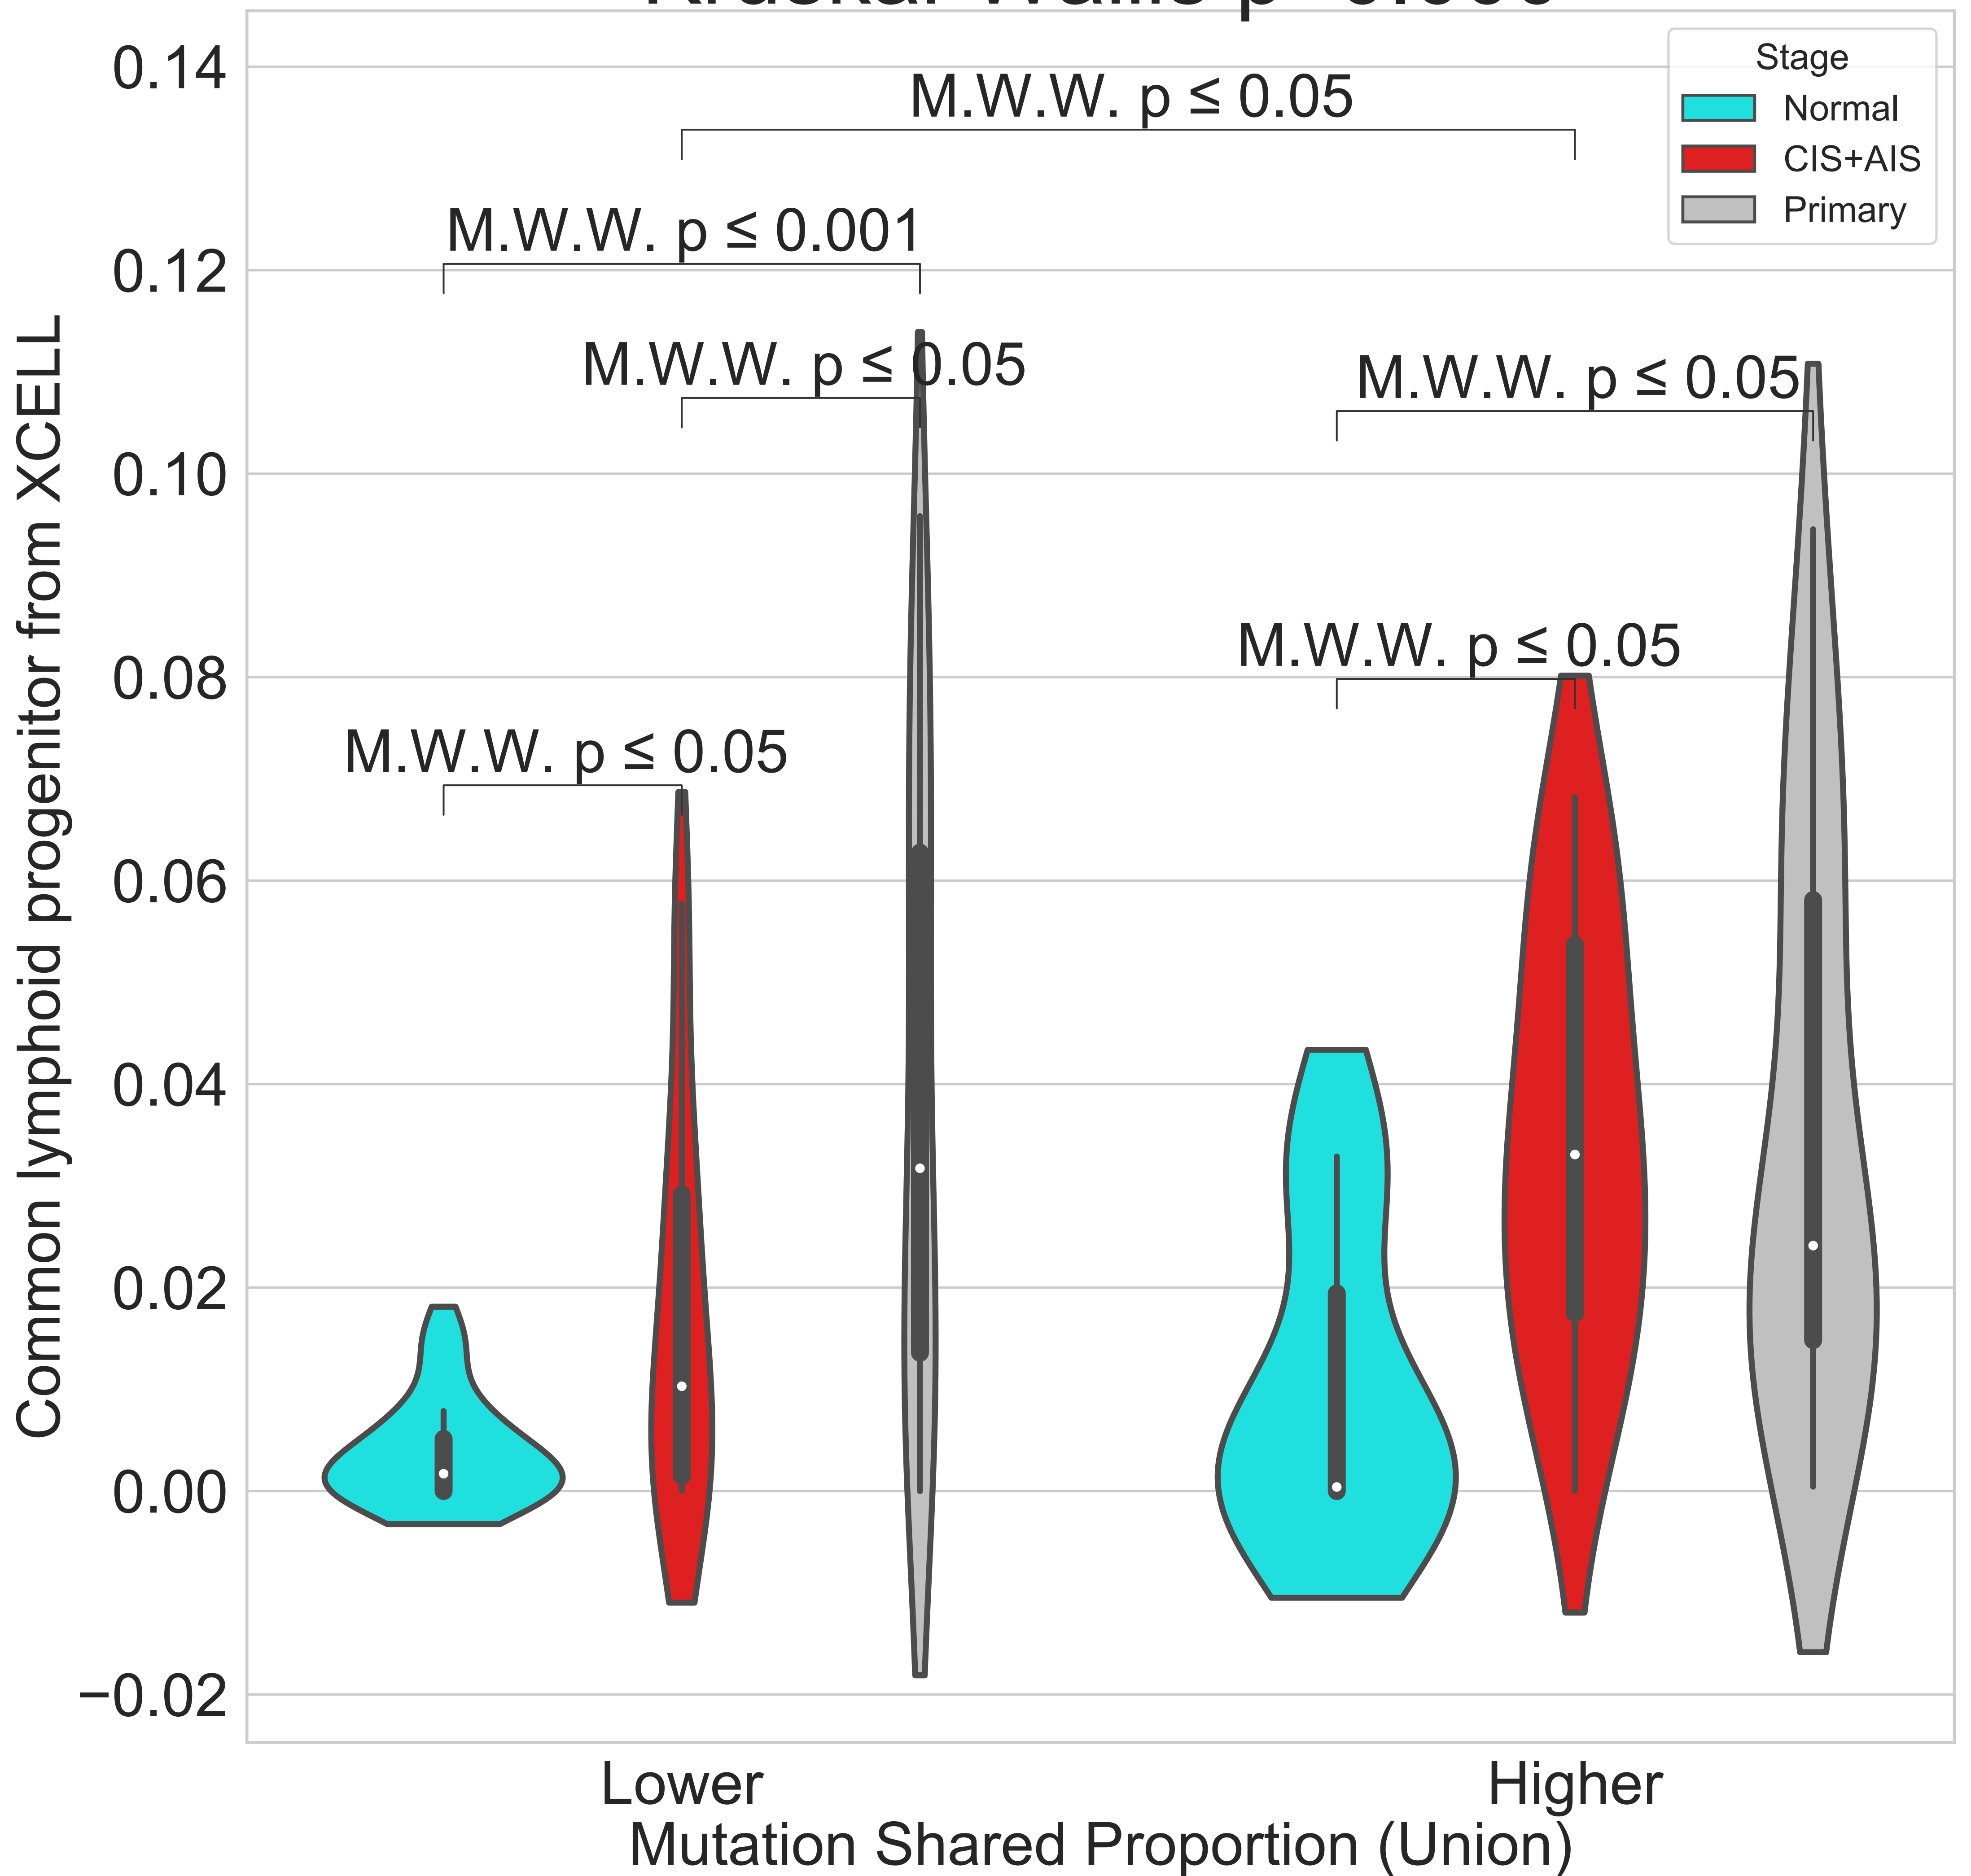 Stage
Normal
CIS+AIS
Primary
M.W.W. p ≤ 0.05
M.W.W. p ≤ 0.001
M.W.W. p ≤ 0.05
M.W.W. p ≤ 0.05
M.W.W. p ≤ 0.05
M.W.W. p ≤ 0.05
Common lymphoid progenitor from XCELL
0.14
0.12
0.10
0.08
0.06
0.04
0.02
0.00
−0.02
Lower
Higher
Mutation Shared Proportion (Union)